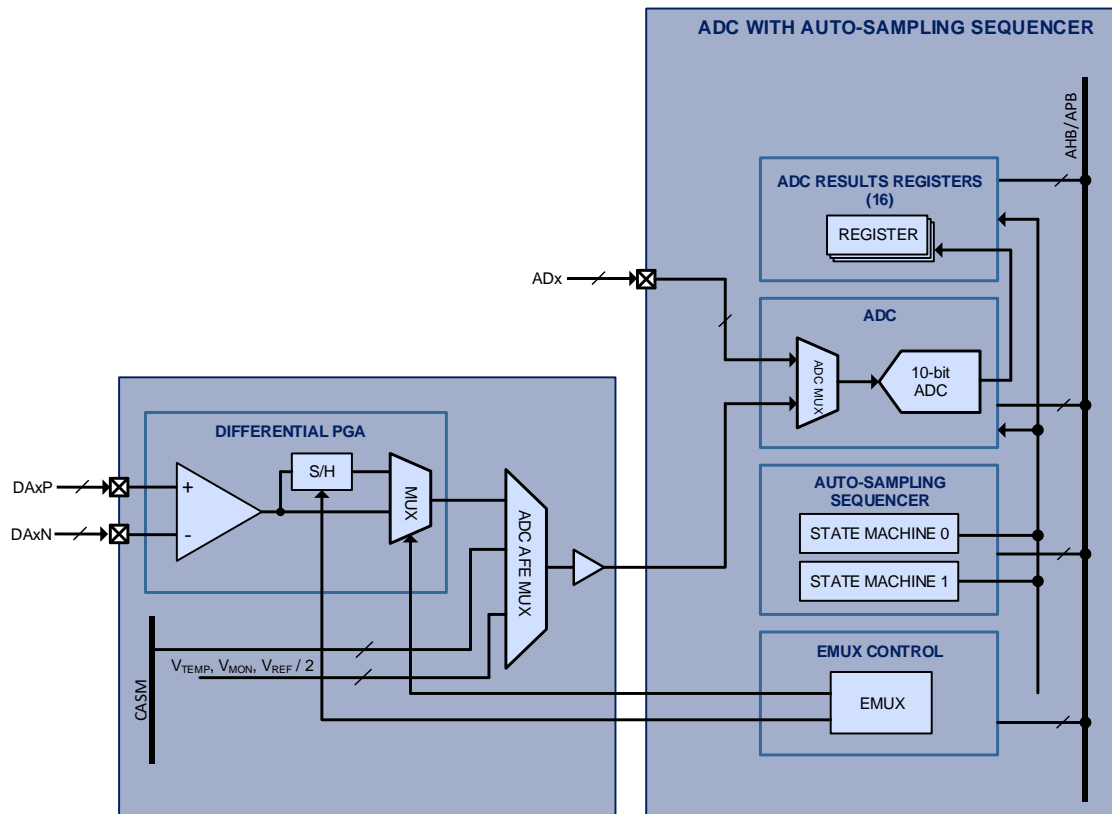 ADC WITH AUTO-SAMPLING SEQUENCER
AHB/APB
ADC RESULTS REGISTERS
(16)
REGISTER
ADx
ADC
ADC MUX
10-bit
ADC
DIFFERENTIAL PGA
S/H
MUX
DAxP
+
DAxN
-
ADC AFE MUX
AUTO-SAMPLING
SEQUENCER
STATE MACHINE 0
STATE MACHINE 1
CASM
VTEMP, VMON, VREF / 2
EMUX CONTROL
EMUX